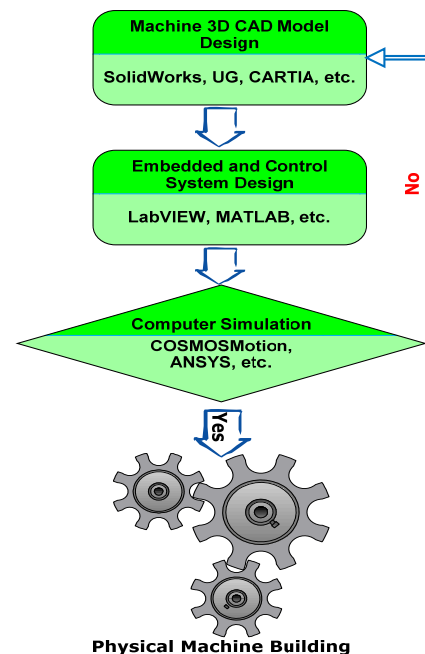 Machine 3D CAD Model
Design
SolidWorks, UG, CARTIA, etc.
Embedded and Control
System Design
LabVIEW, MATLAB, etc.
No
Computer Simulation
COSMOSMotion,
ANSYS, etc.
Yes
Physical Machine Building